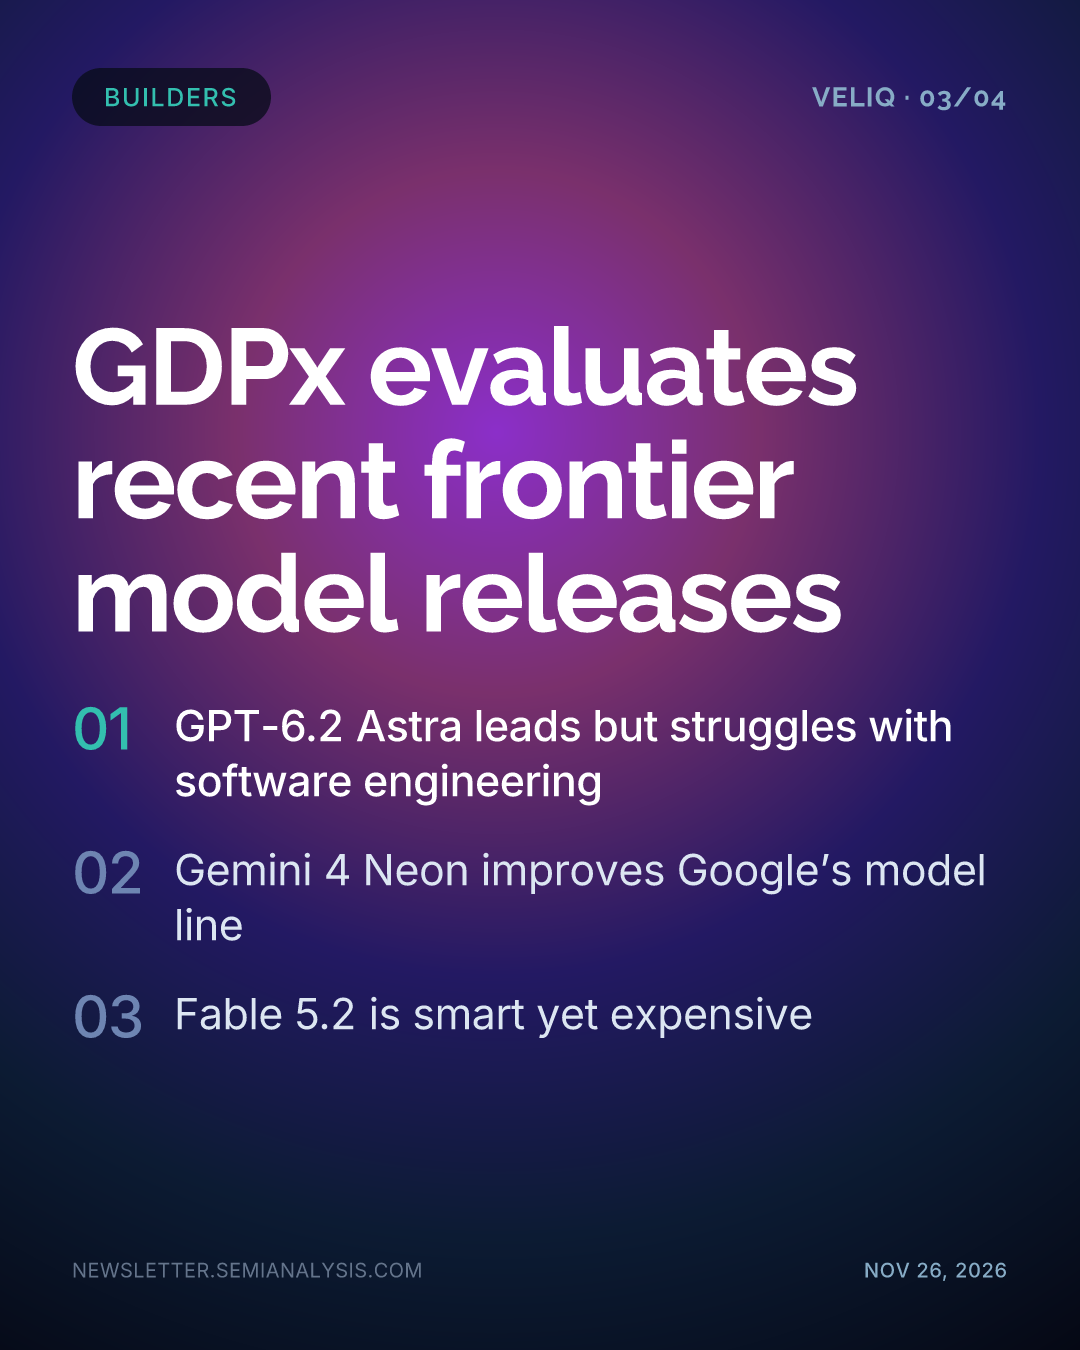 BUILDERS
VELIQ · 03/04
GDPx evaluates
recent frontier
model releases
01 GPT-6.2 Astra leads but struggles with
software engineering
02 Gemini 4 Neon improves Google’s model
line
03 Fable 5.2 is smart yet expensive
NEWSLETTER.SEMIANALYSIS.COM
NOV 26, 2026